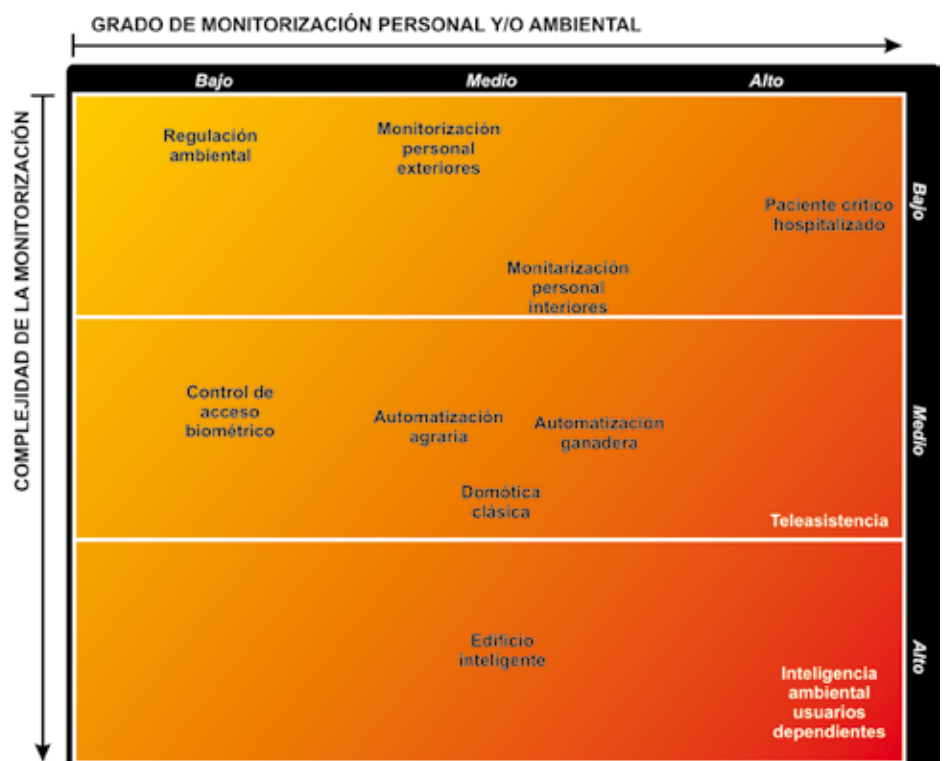 GRADO DE MONITORIZACIÓN PERSONAL Y/O AMBIENTAL
Bajo
Medio
Alto
COMPLEJIDAD DE LA MONITORIZACIÓN
Regulación
ambiental
Monitorización
personal
exteriores
Paciente crítico
hospitalizado
Monitarización
personal
interiores
Bajo
Control de
acceso
biométrico
Automatización
agraria
Automatización
ganadera
Domótica
clásica
Teleasistencia
Medio
Edificio
inteligente
Inteligencia
ambiental
usuarios
dependientes
Alto